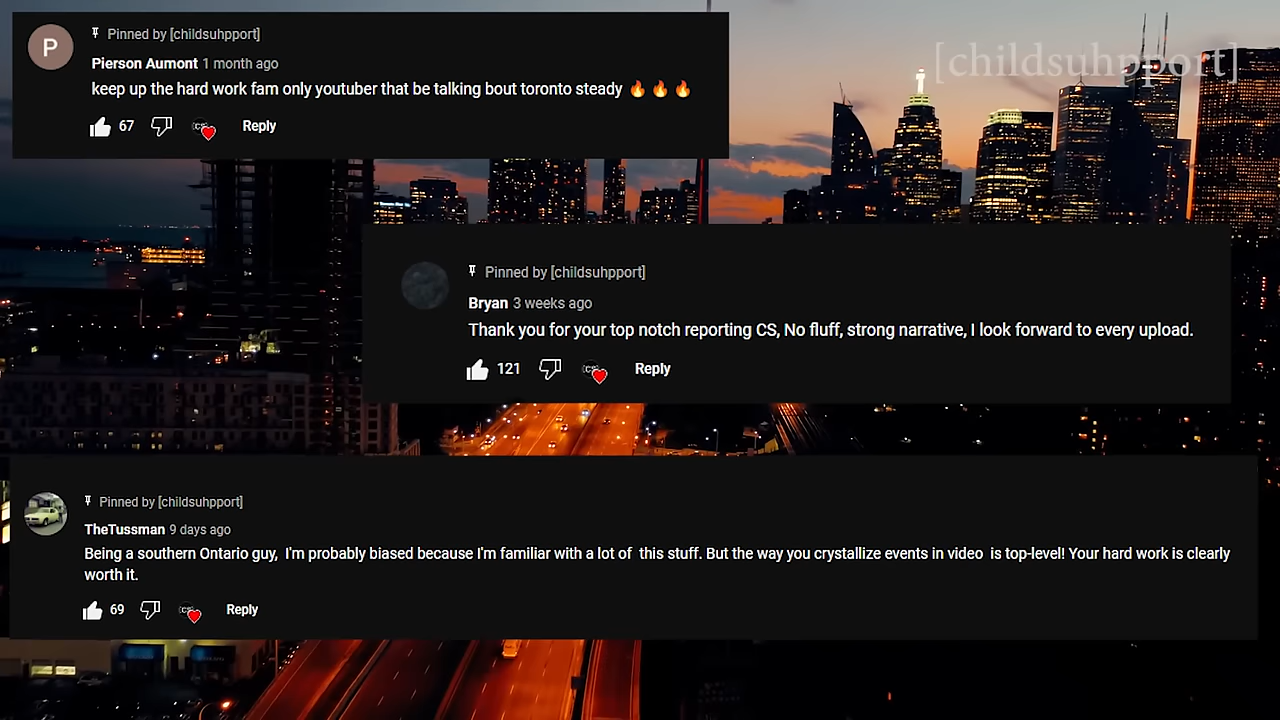 [childsuhpport]
Pinned by [childsuhpport]
P
Pierson Aumont 1 month ago
keep up the hard work fam only youtuber that be talking bout toronto steady 🔥 🔥 🔥
67 Reply
Pinned by [childsuhpport]
Bryan 3 weeks ago
Thank you for your top notch reporting CS, No fluff, strong narrative, I look forward to every upload.
121 Reply
Pinned by [childsuhpport]
TheTussman 9 days ago
Being a southern Ontario guy, I'm probably biased because I'm familiar with a lot of this stuff. But the way you crystallize events in video is top-level! Your hard work is clearly
worth it.
69 Reply